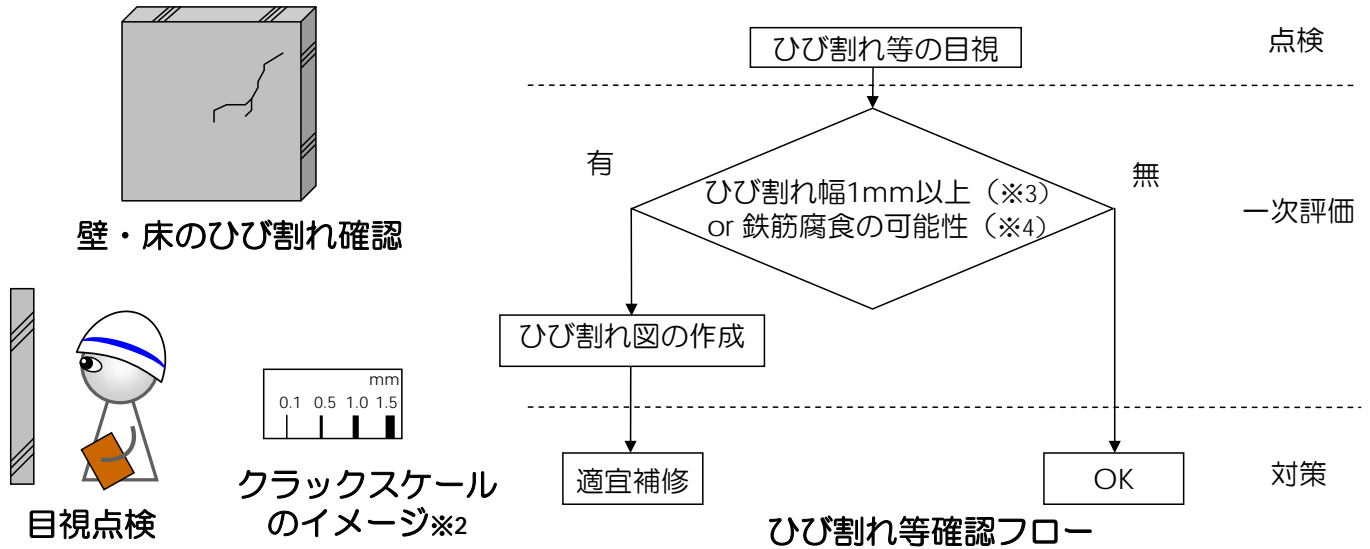 壁・床のひび割れ確認
目視点検
mm
0.1 0.5 1.0 1.5
クラックスケール
のイメージ※2
ひび割れ等の目視
点検
有
無
ひび割れ幅1mm以上（※3）
or 鉄筋腐食の可能性（※4）
一次評価
ひび割れ図の作成
適宜補修
OK
対策
ひび割れ等確認フロー